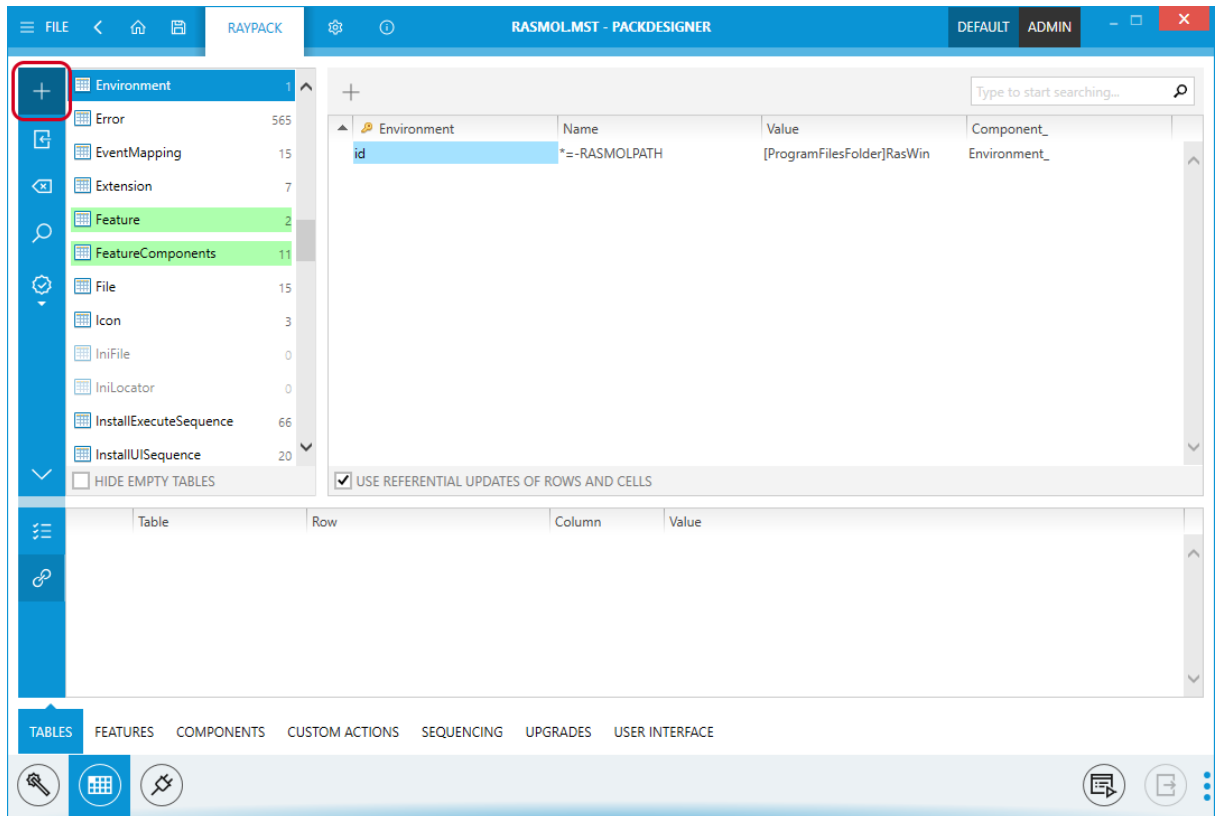 FILE RAYPACK RASMOL.MST - PACKDESIGNER DEFAULT ADMIN
Environment 1
Error 565
EventMapping 15
Extension 7
Feature 2
FeatureComponents 11
File 15
Icon 3
IniFile 0
IniLocator 0
InstallExecuteSequence 66
InstallUISequence 20
HIDE EMPTY TABLES
Type to start searching...
Environment Name Value Component_
id *=-RASMOLPATH [ProgramFilesFolder]RasWin Environment_
USE REFERENTIAL UPDATES OF ROWS AND CELLS
Table Row Column Value
TABLES FEATURES COMPONENTS CUSTOM ACTIONS SEQUENCING UPGRADES USER INTERFACE